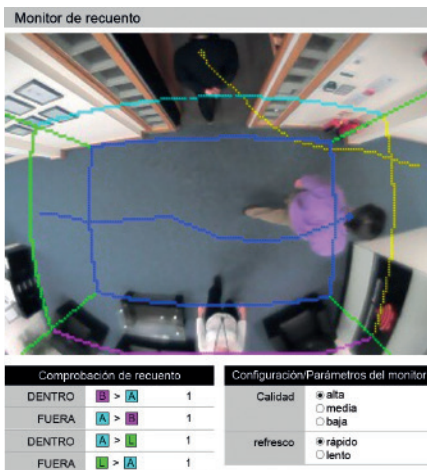 Monitor de recuento
Comprobación de recuento
DENTRO B > A 1
FUERA A > B 1
DENTRO A > L 1
FUERA L > A 1
Configuración/Parámetros del monitor
Calidad alta
media
baja
refresco rápido
lento